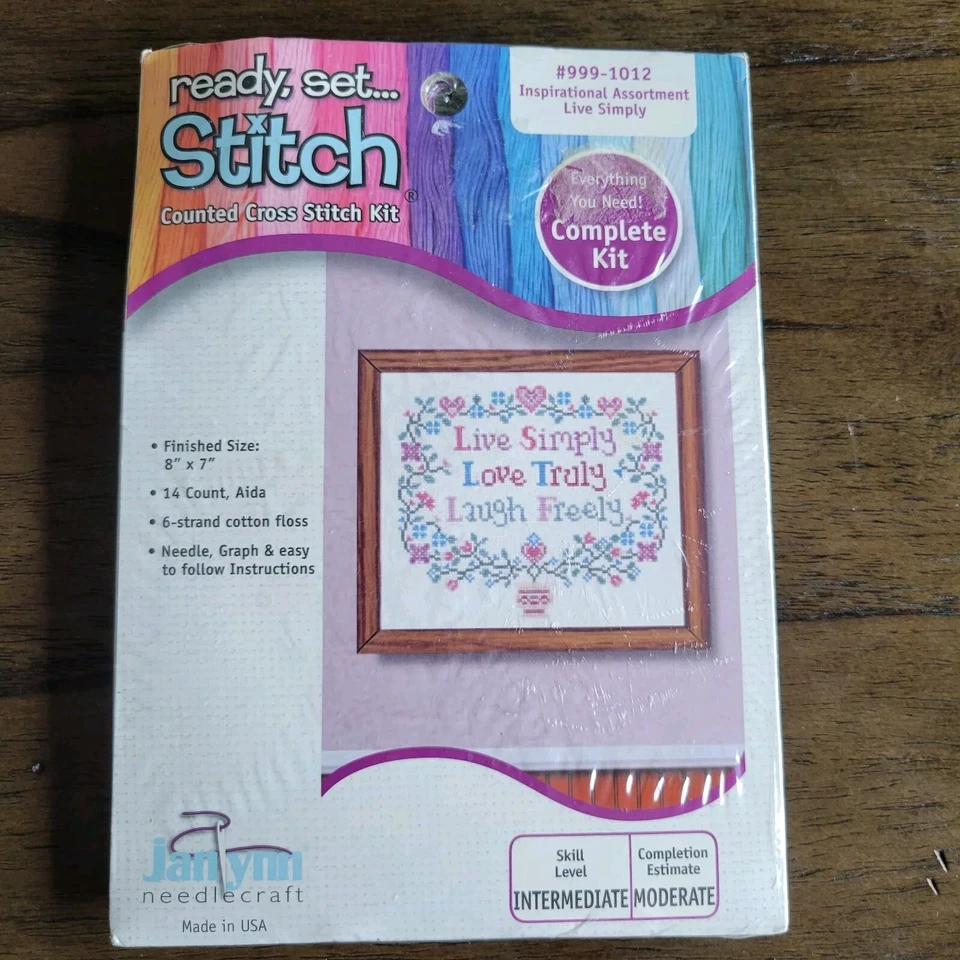 ready, set...
Stitch®
Counted Cross Stitch Kit
#999-1012
Inspirational Assortment
Live Simply
Everything
You Need!
Complete
Kit
• Finished Size:
8" x 7"
• 14 Count, Aida
• 6-strand cotton floss
• Needle, Graph & easy
to follow Instructions
Live Simply
Love Truly
Laugh Freely
janlynn
needlecraft
Made in USA
Skill
Level
INTERMEDIATE
Completion
Estimate
MODERATE